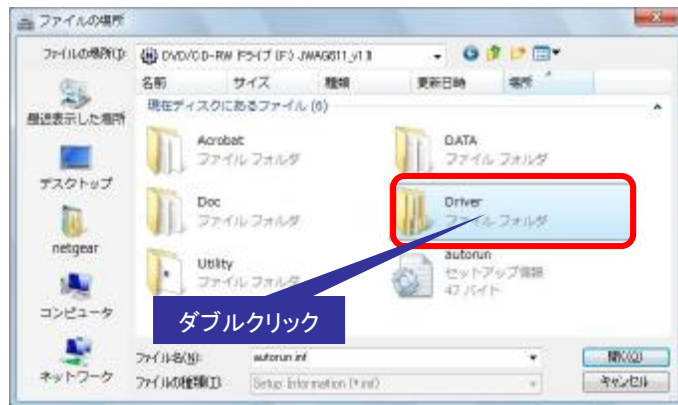 ファイルの場所
ファイルの場所(I):
DVD/CD-RW ドライブ (F:) JWAG611_v1.1
名前 サイズ 種類 更新日時 場所
現在ディスクにあるファイル (6)
Acrobat
ファイル フォルダ
DATA
ファイル フォルダ
Doc
ファイル フォルダ
Driver
ファイル フォルダ
Utility
ファイル フォルダ
autorun
セットアップ情報
47 バイト
最近表示した場所
デスクトップ
netgear
コンピュータ
ネットワーク
ダブルクリック
ファイル名(N):
autorun.inf
開く(O)
ファイルの種類(T):
Setup Information (*.inf)
キャンセル